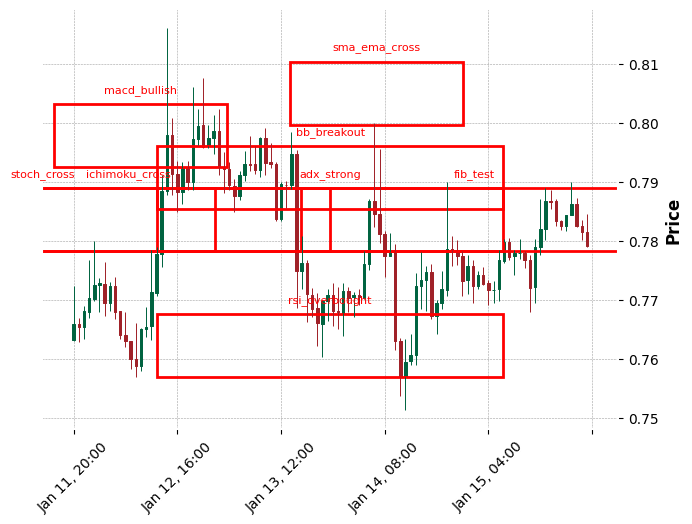 sma_ema_cross
0.81
macd_bullish
0.80
bb_breakout
stoch_cross
ichimoku_cross
adx_strong
fib_test
0.79
0.78
Price
rsi_overbought
0.77
0.76
0.75
Jan 11, 20:00
Jan 12, 16:00
Jan 13, 12:00
Jan 14, 08:00
Jan 15, 04:00